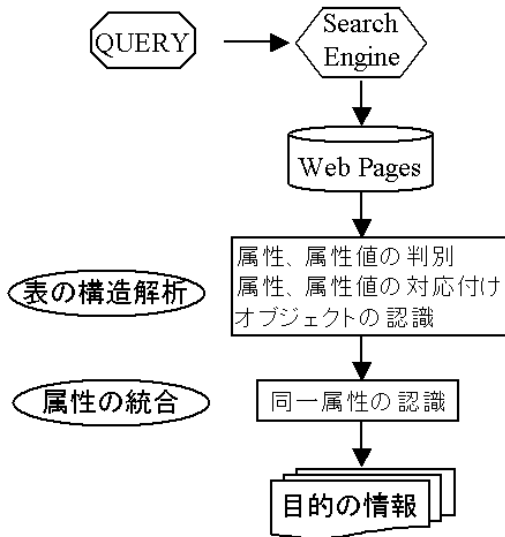 QUERY
Search
Engine
Web Pages
属性、属性値の判別
属性、属性値の対応付け
オブジェクトの認識
表の構造解析
属性の統合
同一属性の認識
目的の情報